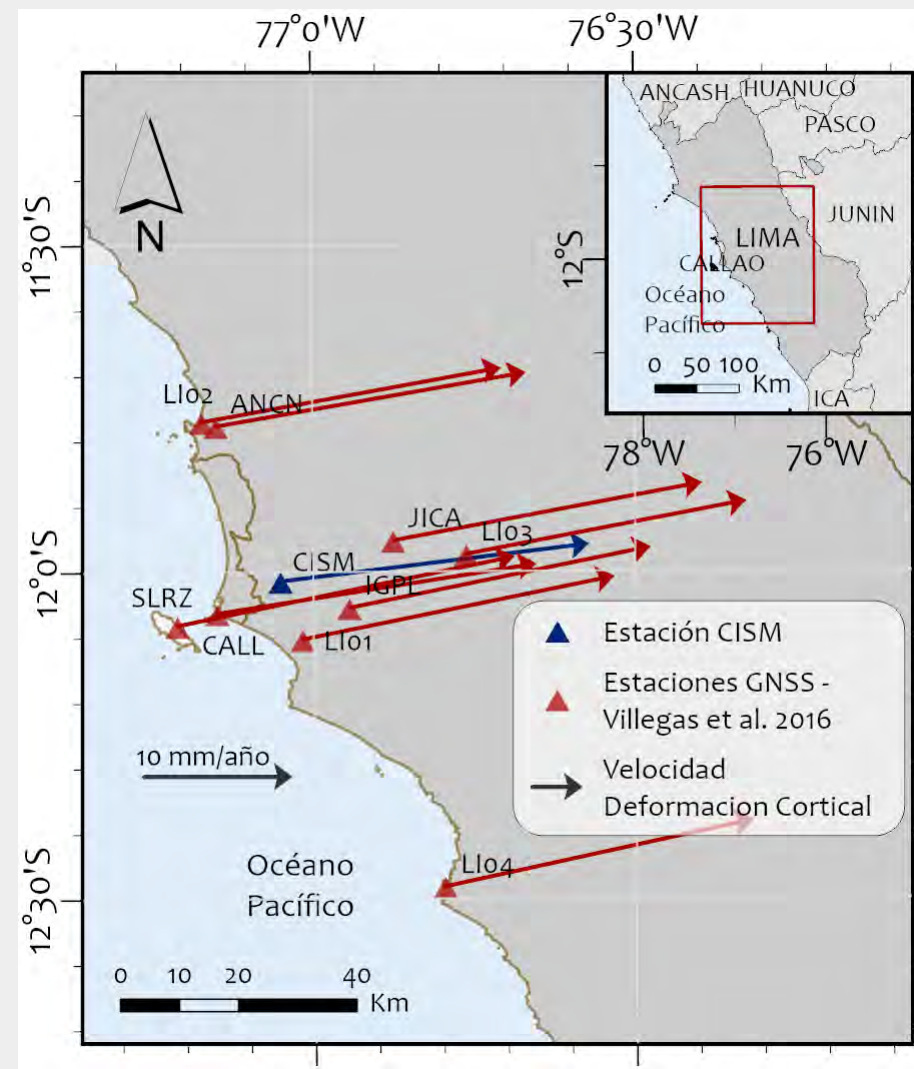 77°0'W
76°30'W
11°30'S
12°0'S
12°30'S
N
ANCASH
HUANUCO
PASCO
JUNIN
LIMA
CALLAO
Océano
Pacífico
ICA
0 50 100
Km
12°S
78°W
76°W
LI02
ANCN
JICA
LI03
CISM
IGPL
SLRZ
CALL
LI01
10 mm/año
Estación CISM
Estaciones GNSS -
Villegas et al. 2016
Velocidad
Deformacion Cortical
LI04
Océano
Pacífico
0 10 20 40
Km